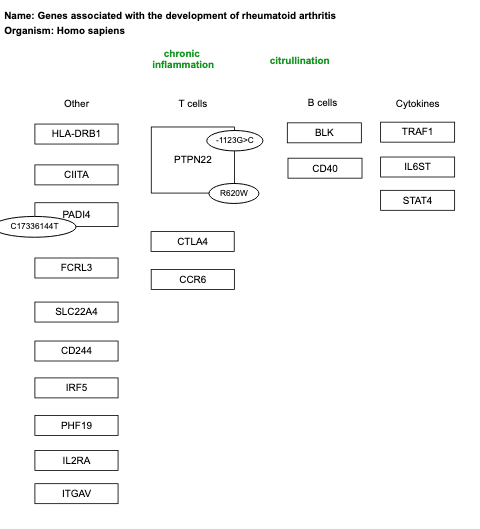 Name: Genes associated with the development of rheumatoid arthritis
Organism: Homo sapiens
chronic
inflammation
citrullination
Other
T cells
B cells
Cytokines
HLA-DRB1
CIITA
PADI4
C17336144T
FCRL3
SLC22A4
CD244
IRF5
PHF19
IL2RA
ITGAV
-1123G>C
PTPN22
R620W
CTLA4
CCR6
BLK
CD40
TRAF1
IL6ST
STAT4